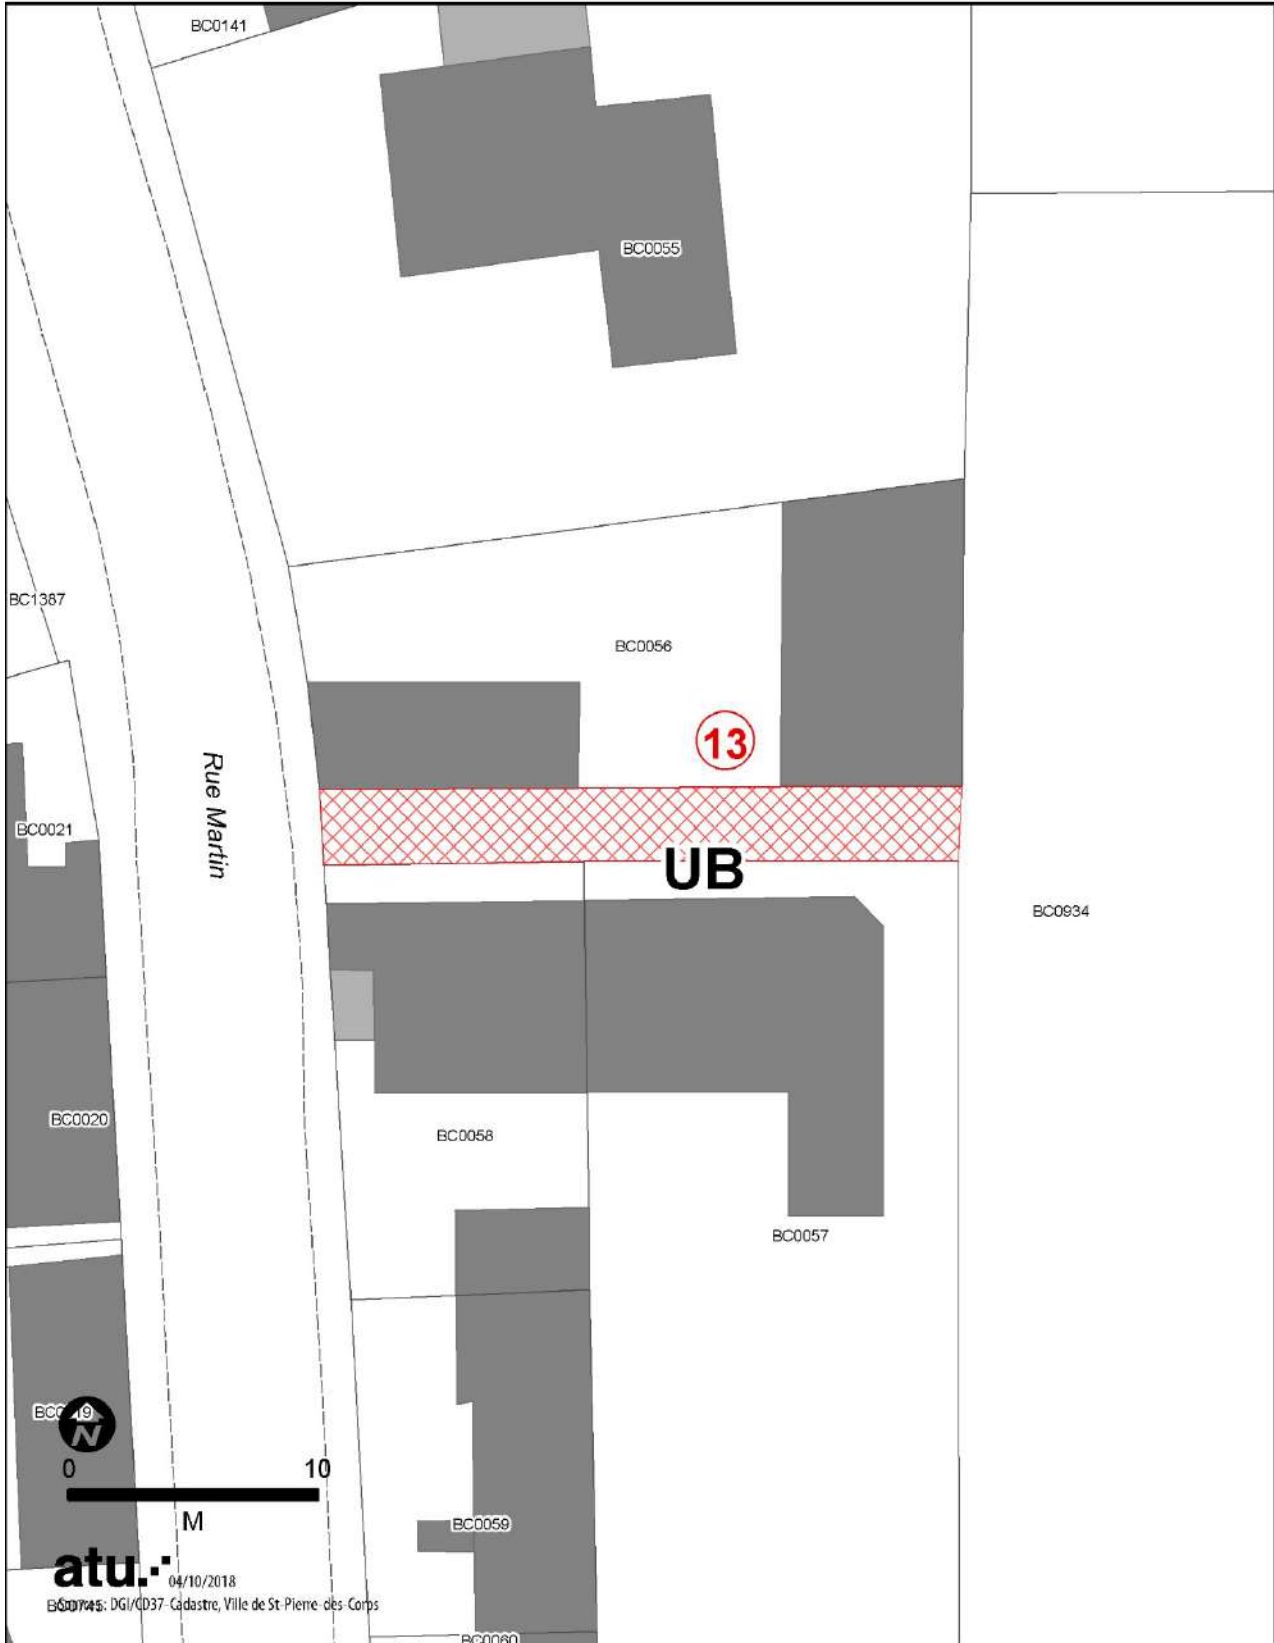 BC0141
BC0055
BC1387
BC0056
13
Rue Martin
BC0021
UB
BC0934
BC0020
BC0058
BC0057
N
0 10
M
BC0059
atu.
04/10/2018
DGI/CD37-Cadastre, Ville de St-Pierre-des-Corps
BC0060